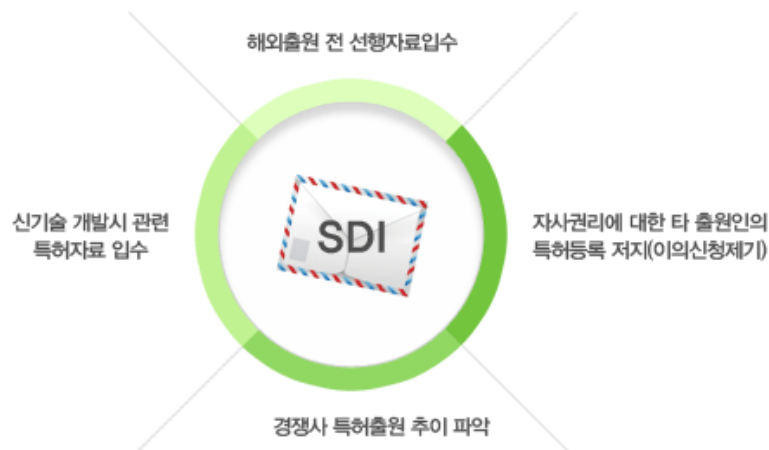 해외출원 전 선행자료입수
신기술 개발시 관련
특허자료 입수
SDI
자사권리에 대한 타 출원인의
특허등록 저지(이의신청제기)
경쟁사 특허출원 추이 파악